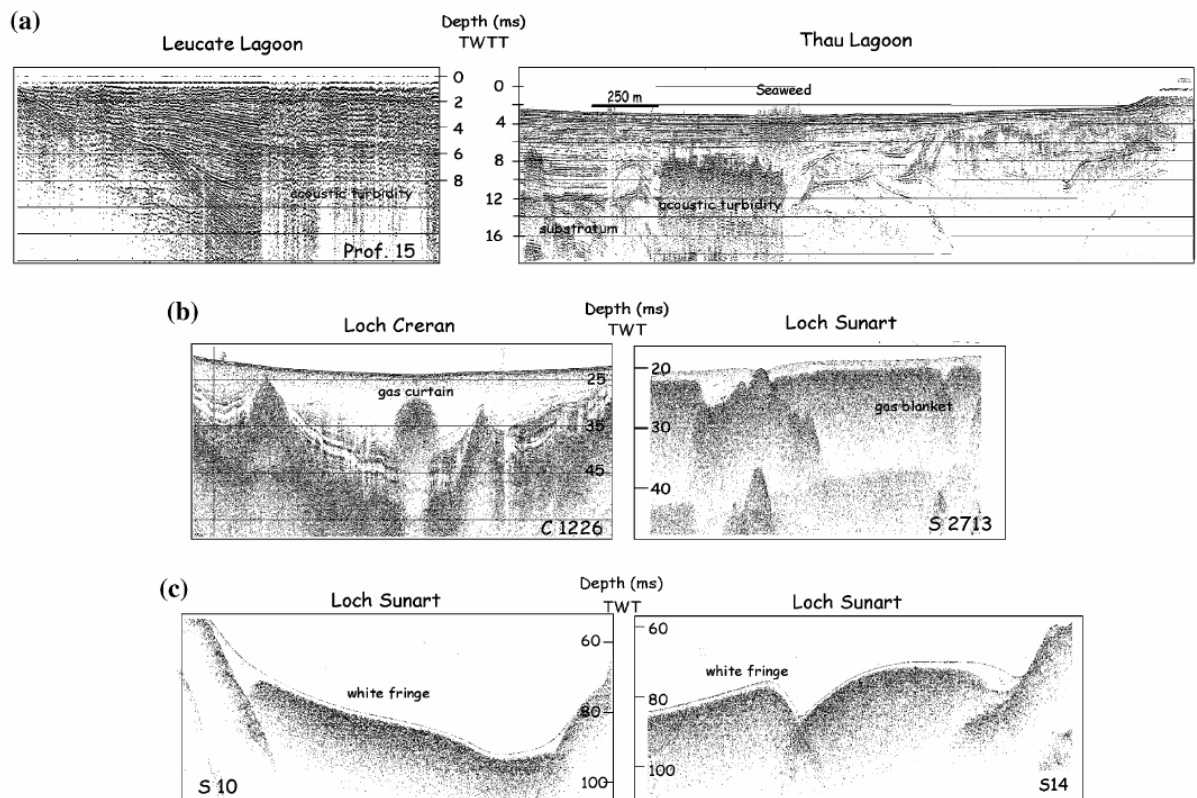 (a)
Depth (ms)
TWTT
Leucate Lagoon
Thau Lagoon
0
2
4
6
8
acoustic turbidity
Prof. 15
0
4
8
12
16
250 m
Seaweed
acoustic turbidity
substratum
(b)
Depth (ms)
TWT
Loch Creran
Loch Sunart
gas curtain
25
35
45
C 1226
20
30
40
gas blanket
S 2713
(c)
Depth (ms)
TWT
Loch Sunart
Loch Sunart
white fringe
60
80
100
S 10
60
80
100
white fringe
S14